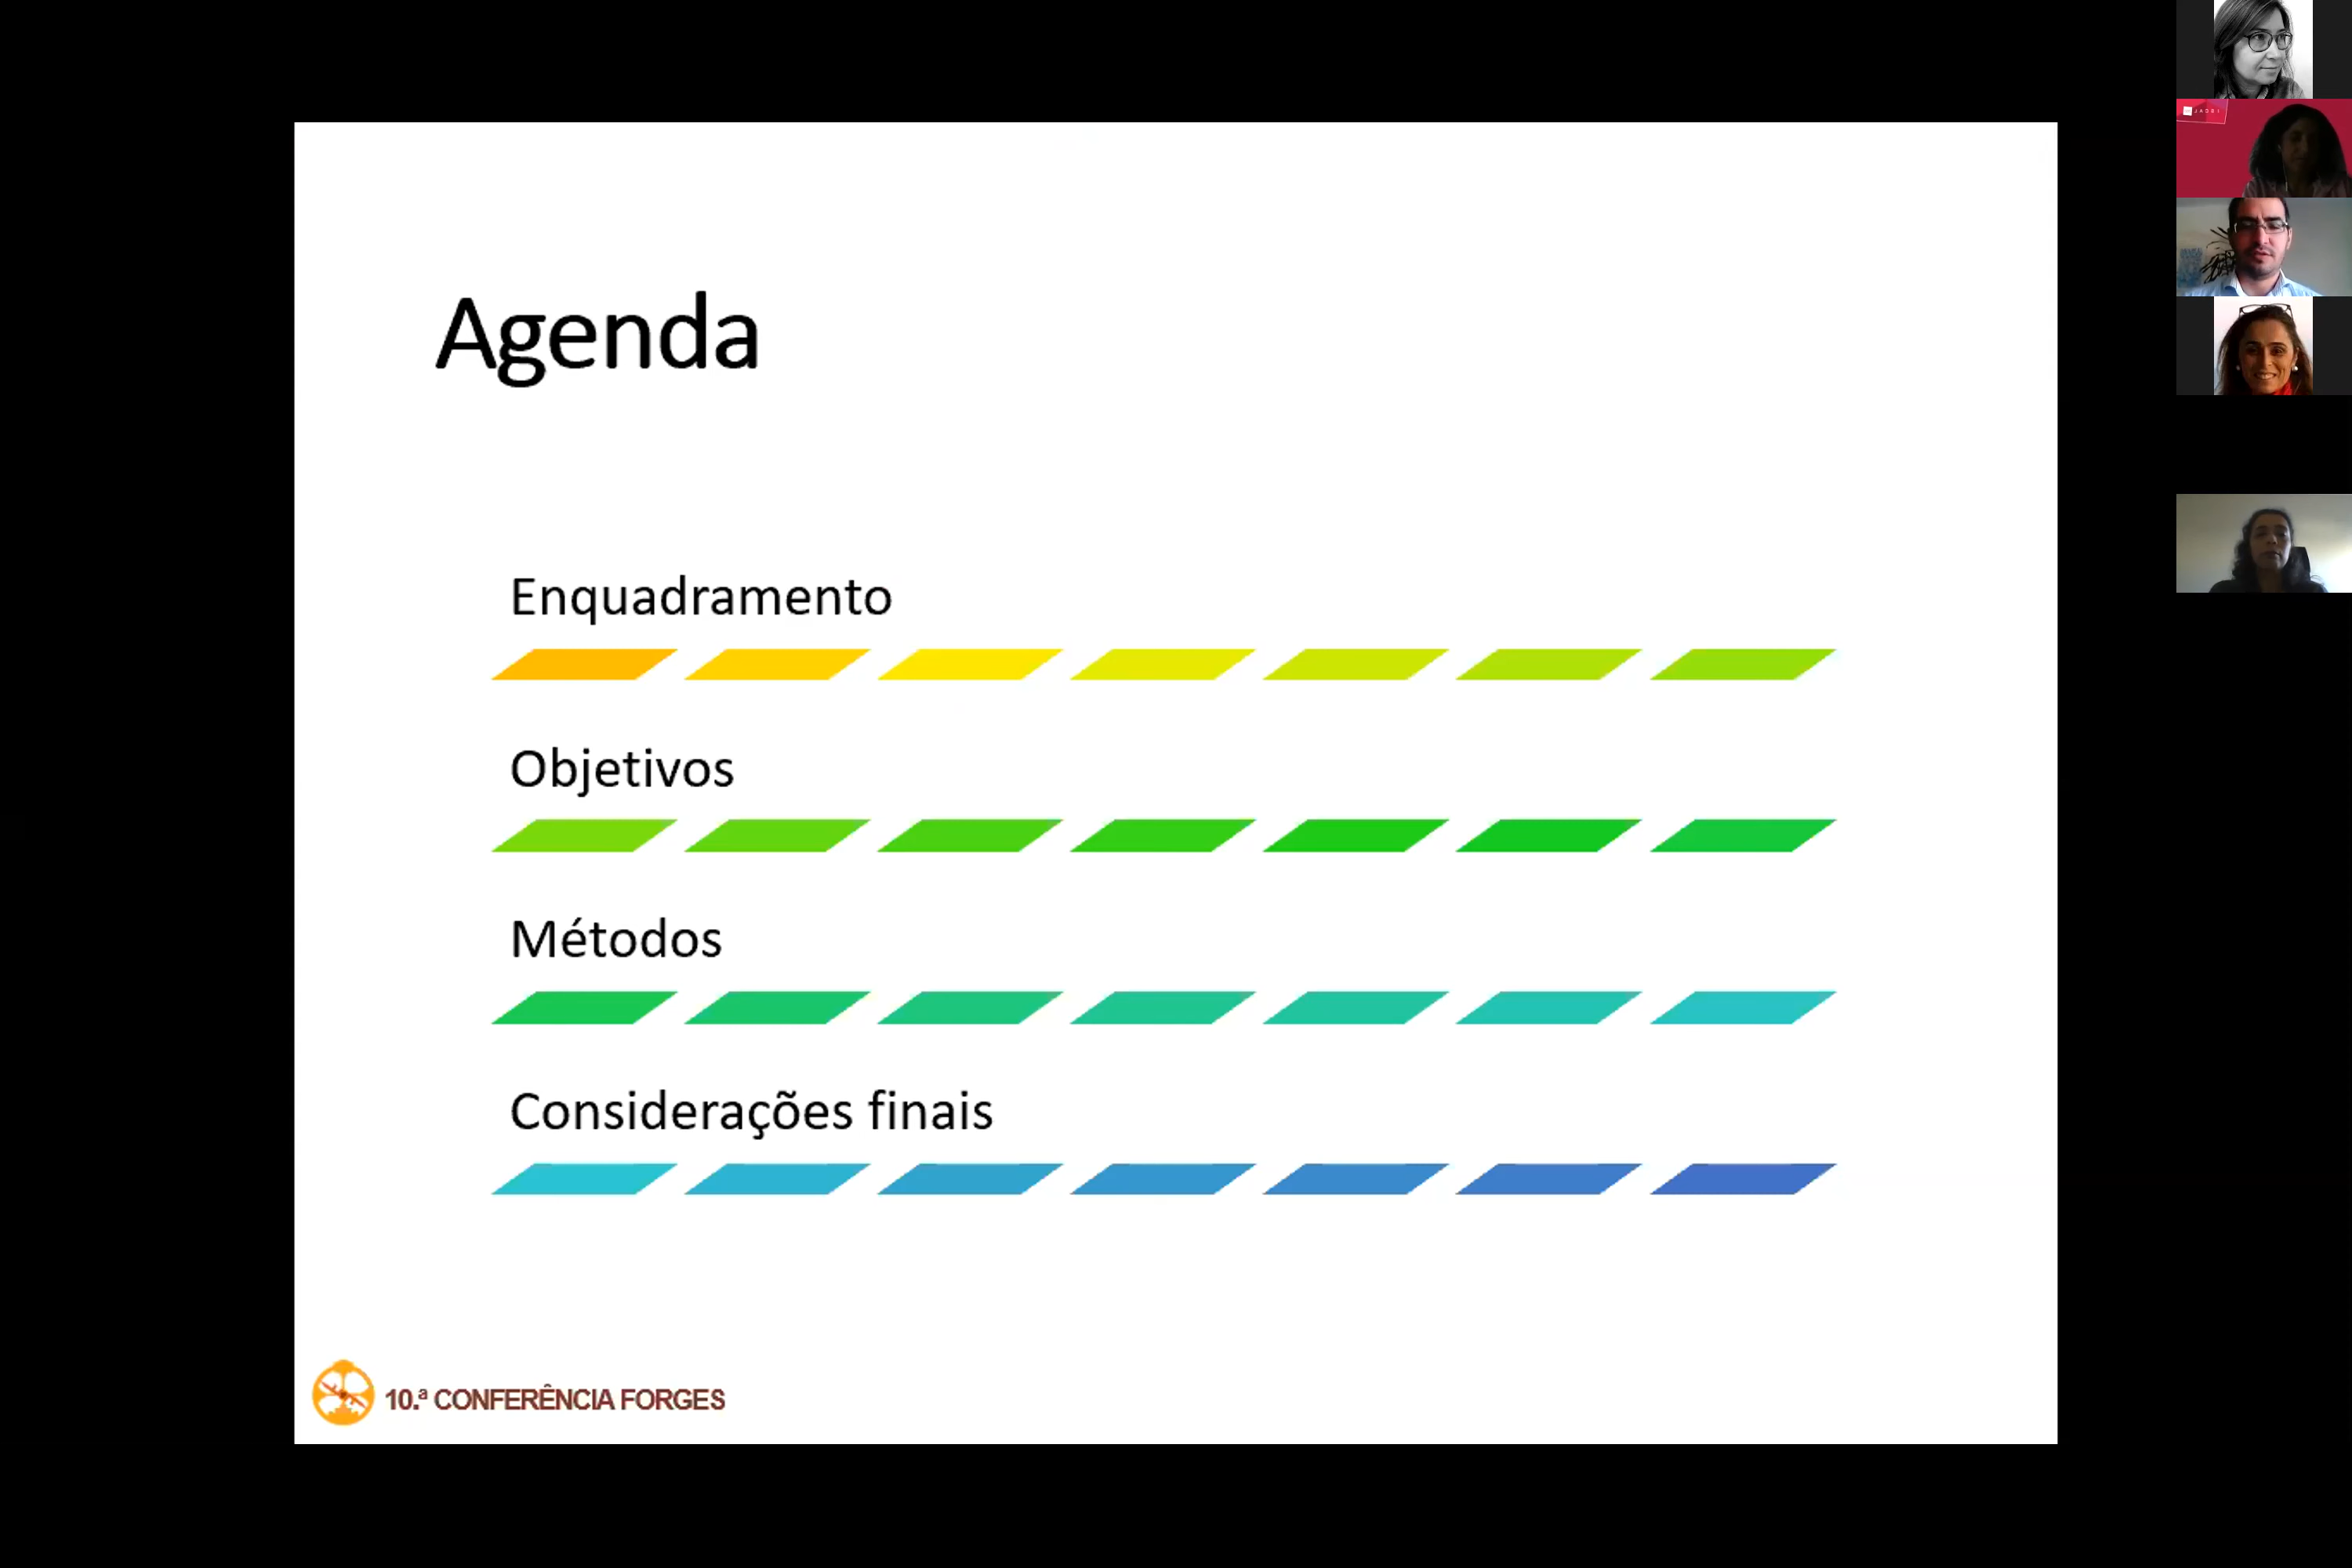 Agenda
Enquadramento
Objetivos
Métodos
Considerações finais
10.ª CONFERÊNCIA FORGES